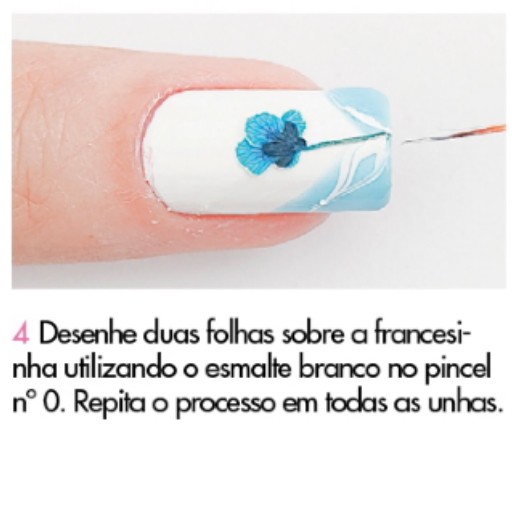 4 Desenhe duas folhas sobre a francesi-
nha utilizando o esmalte branco no pincel
nº 0. Repita o processo em todas as unhas.